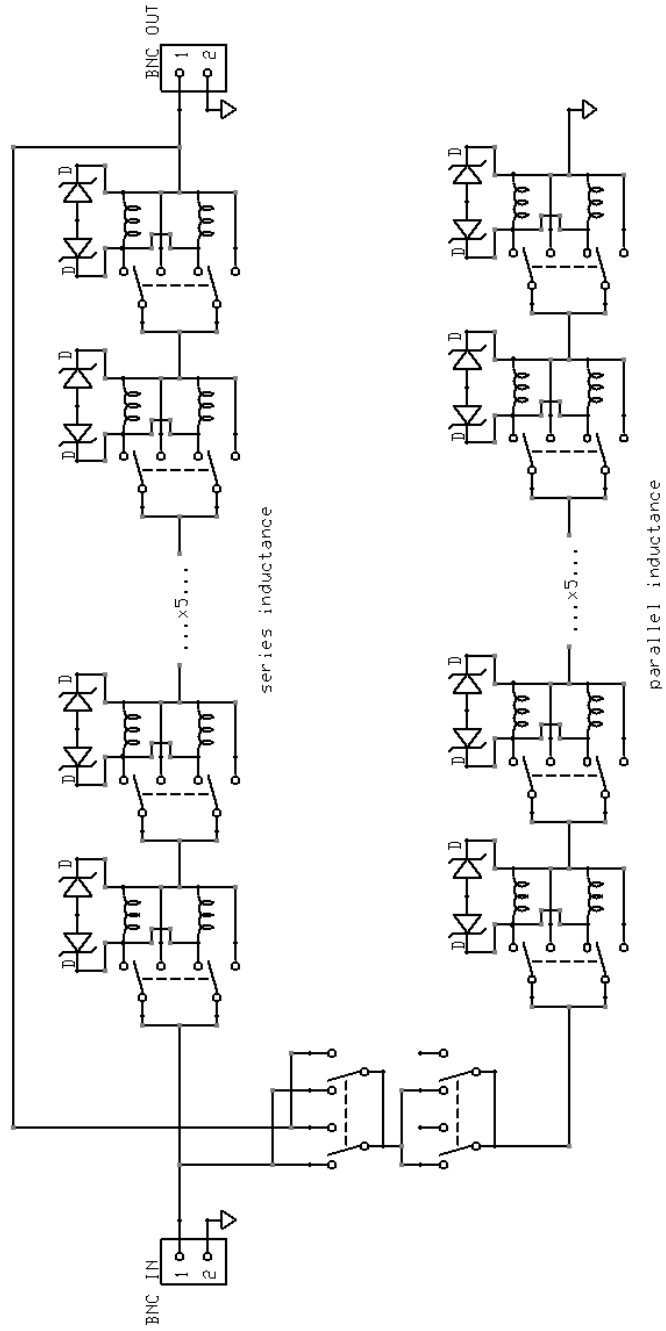 D D D D D D D D
BNC IN
BNC OUT
1
....x5....
1
2
2
series inductance
D D D D D D D D
....x5....
parallel inductance